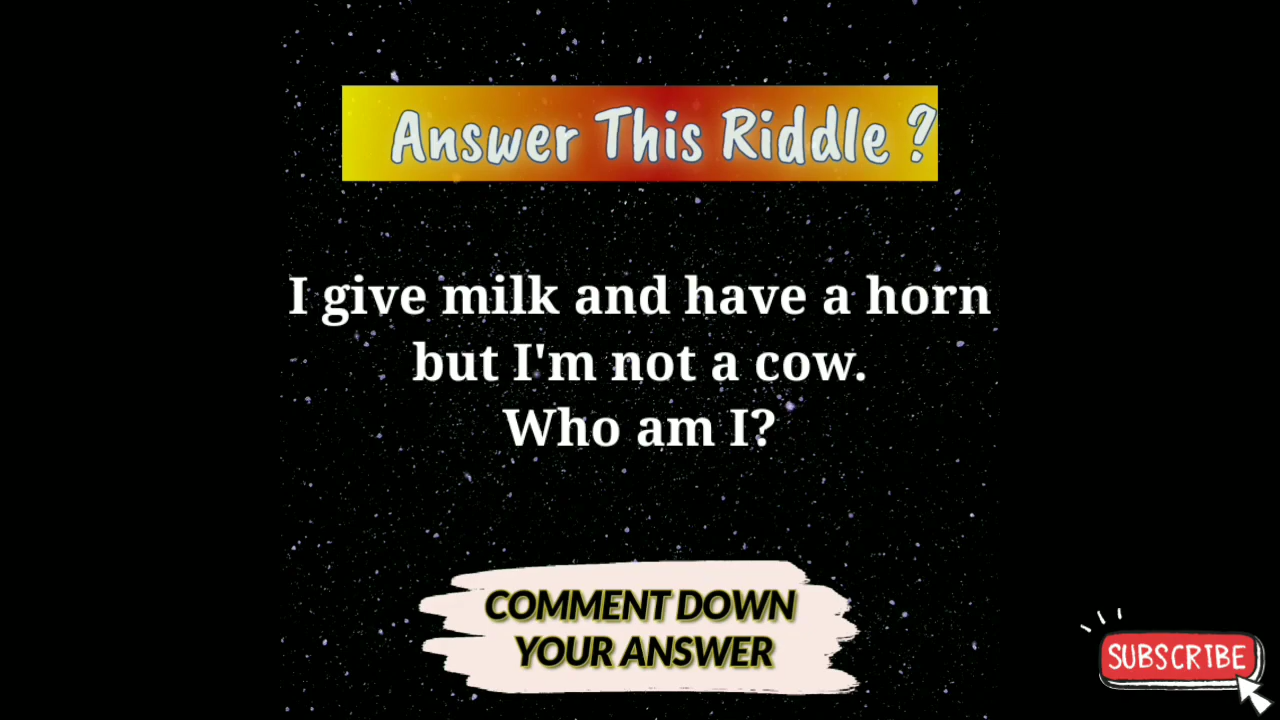 Answer This Riddle ?
I give milk and have a horn
but I'm not a cow.
Who am I?
COMMENT DOWN
YOUR ANSWER
SUBSCRIBE